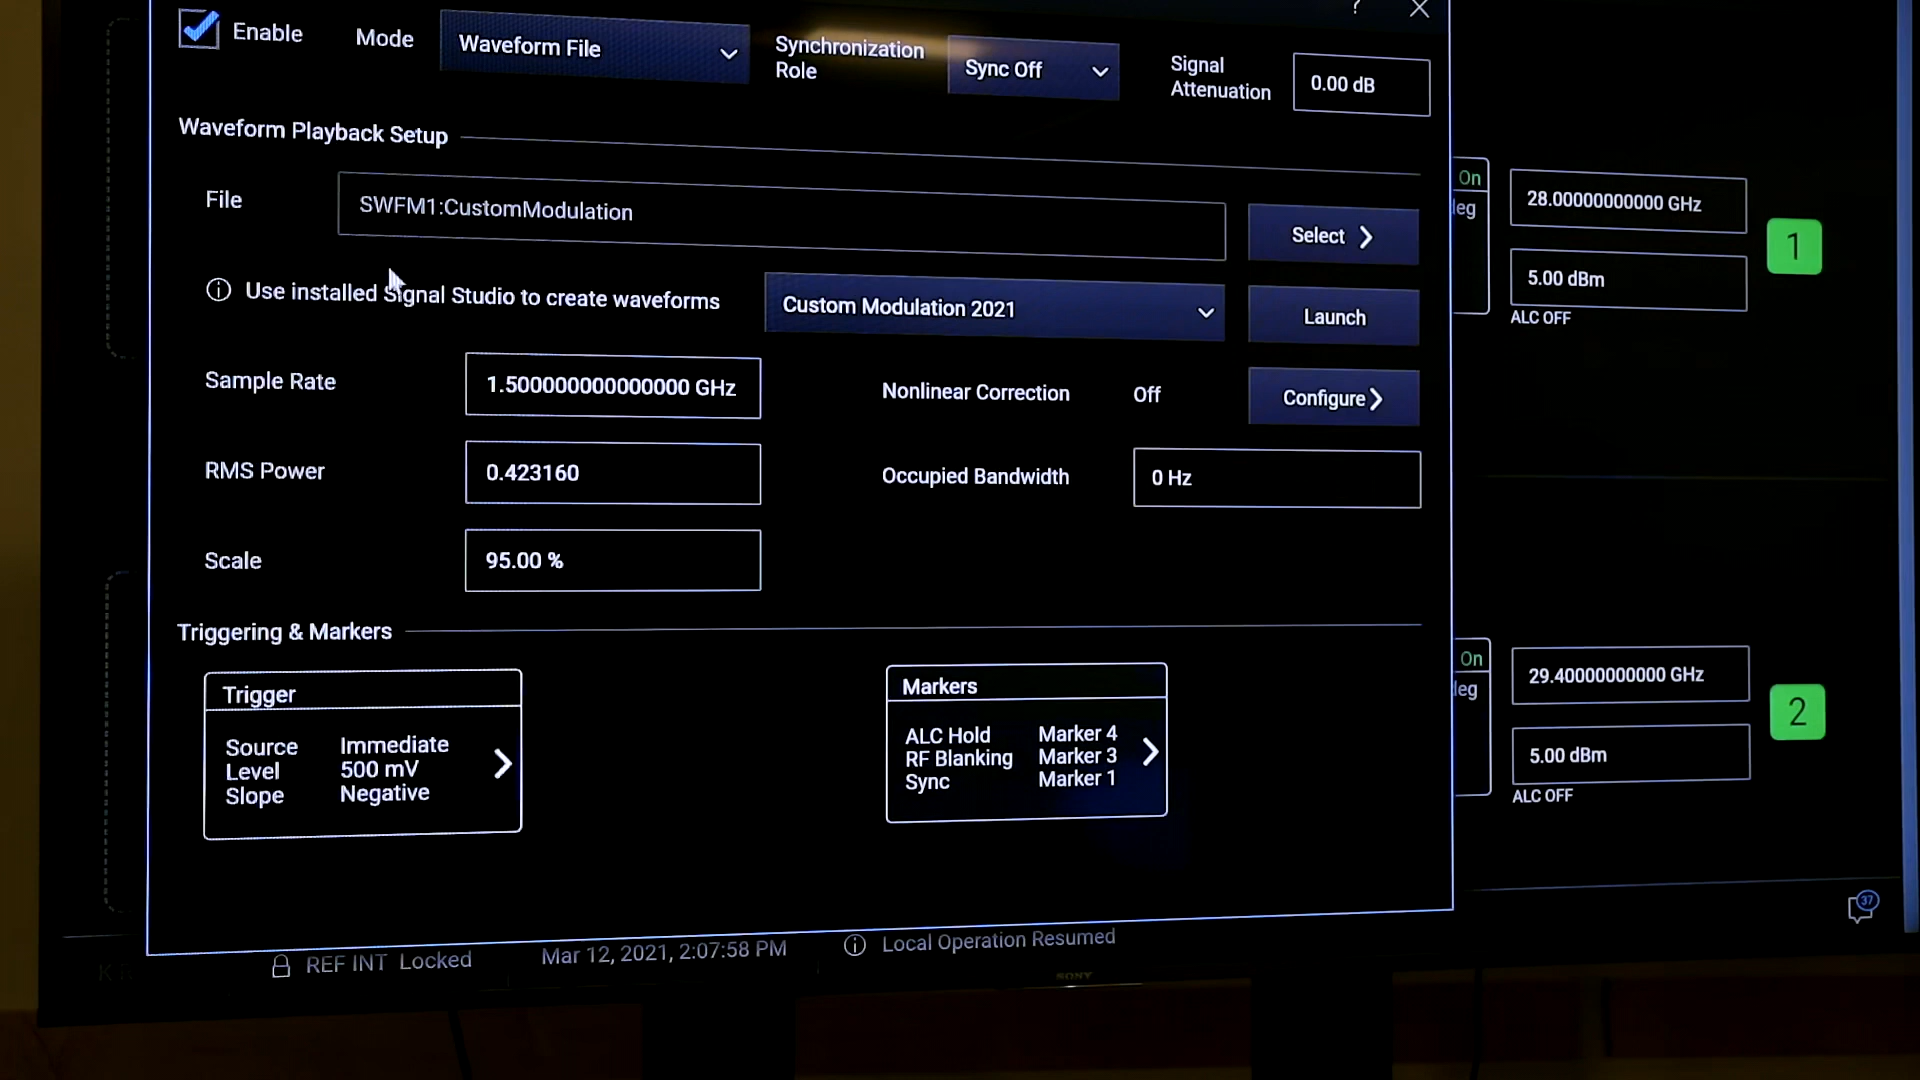 ?
Enable
Mode
Waveform File
Synchronization
Role
Sync Off
Signal
Attenuation
0.00 dB
Waveform Playback Setup
File
SWFM1:CustomModulation
Select
Use installed Signal Studio to create waveforms
Custom Modulation 2021
Launch
Sample Rate
1.500000000000000 GHz
Nonlinear Correction
Off
Configure
RMS Power
0.423160
Occupied Bandwidth
0 Hz
Scale
95.00 %
Triggering & Markers
Trigger
Source Immediate
Level 500 mV
Slope Negative
Markers
ALC Hold Marker 4
RF Blanking Marker 3
Sync Marker 1
On
28.00000000000 GHz
1
5.00 dBm
ALC OFF
On
29.40000000000 GHz
2
5.00 dBm
ALC OFF
37
REF INT Locked
Mar 12, 2021, 2:07:58 PM
Local Operation Resumed
SONY